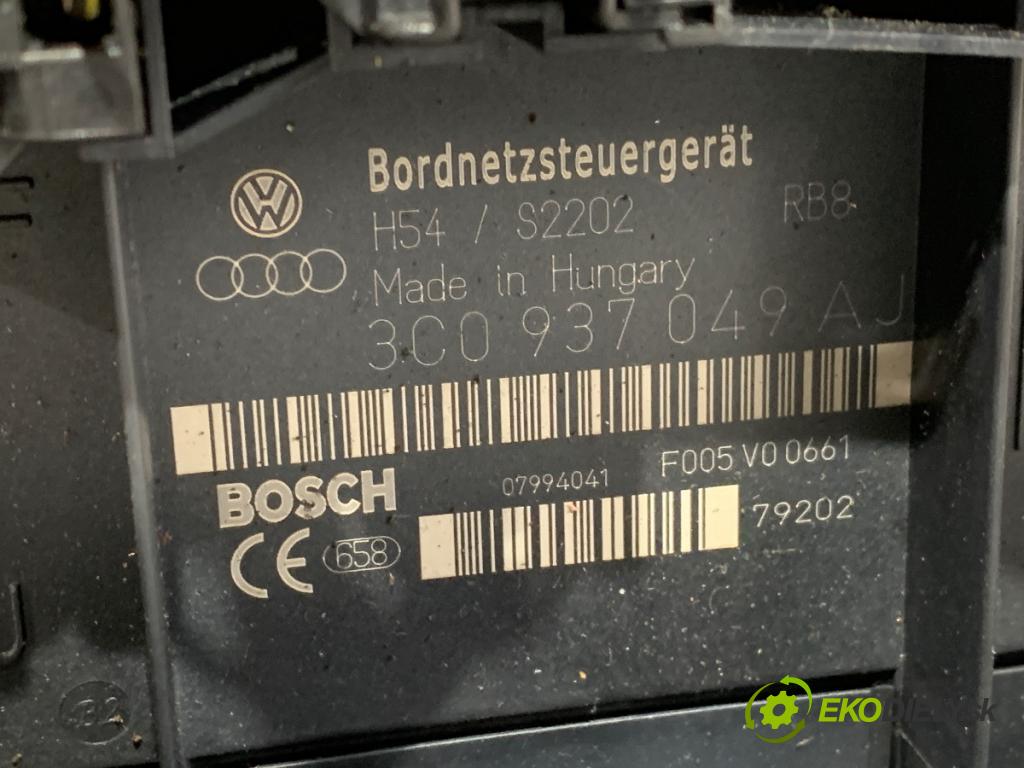 Bordnetzsteuergerät
H54 / S2202 RB8
Made in Hungary
3C0 937 049 AJ
BOSCH 07994041 F005 V0 0661
79202
CE 658